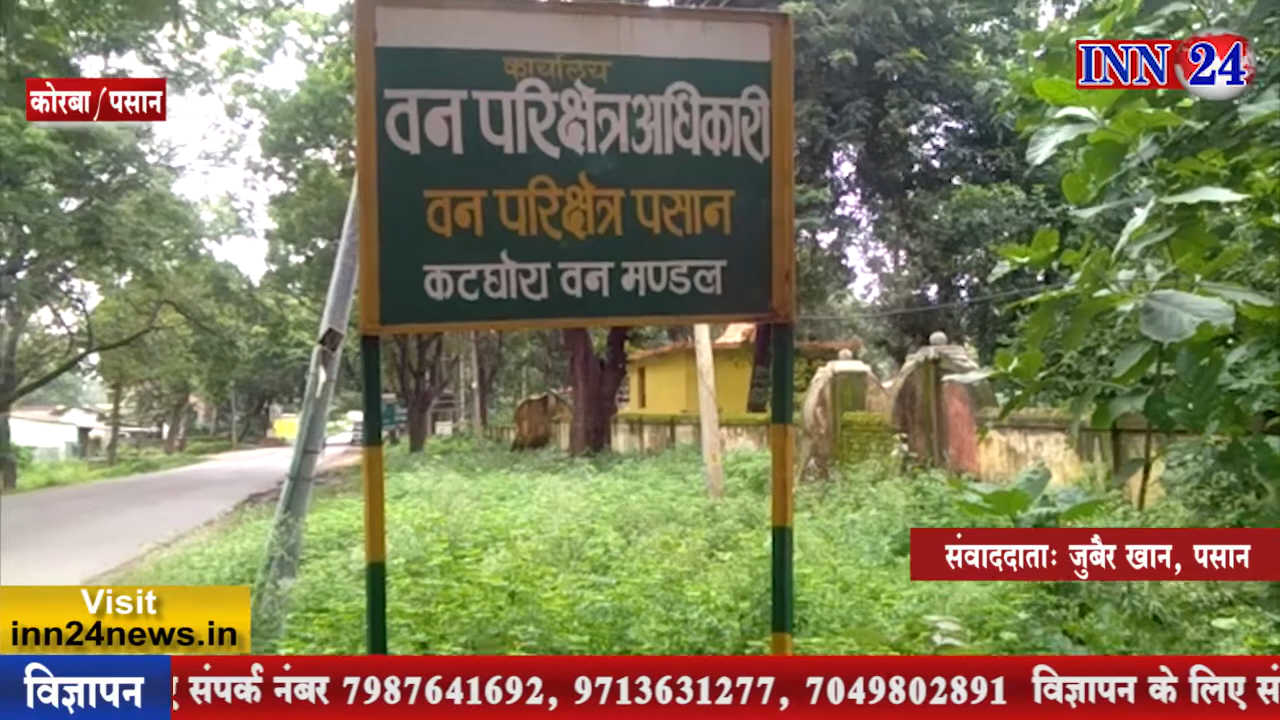 INN 24
कोरबा/पसान
कार्यालय
वन परिक्षेत्र अधिकारी
वन परिक्षेत्र पसान
कटघोरा वन मण्डल
संवाददाताः जुबैर खान, पसान
Visit
inn24news.in
विज्ञापन संपर्क नंबर 7987641692, 9713631277, 7049802891 विज्ञापन के लिए